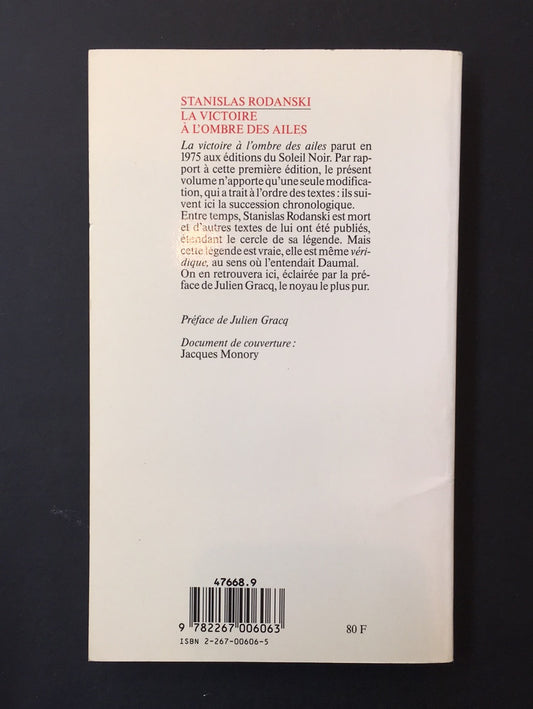 STANISLAS RODANSKI
LA VICTOIRE
À L'OMBRE DES AILES
La victoire à l'ombre des ailes parut en
1975 aux éditions du Soleil Noir. Par rap-
port à cette première édition, le présent
volume n'apporte qu'une seule modifica-
tion, qui a trait à l'ordre des textes : ils sui-
vent ici la succession chronologique.
Entre temps, Stanislas Rodanski est mort
et d'autres textes de lui ont été publiés,
étendant le cercle de sa légende. Mais
cette légende est vraie, elle est même véri-
dique, au sens où l'entendait Daumal.
On en retrouvera ici, éclairée par la pré-
face de Julien Gracq, le noyau le plus pur.
Préface de Julien Gracq
Document de couverture :
Jacques Monory
47668.9
9 782267 006063
80 F
ISBN 2-267-00606-5